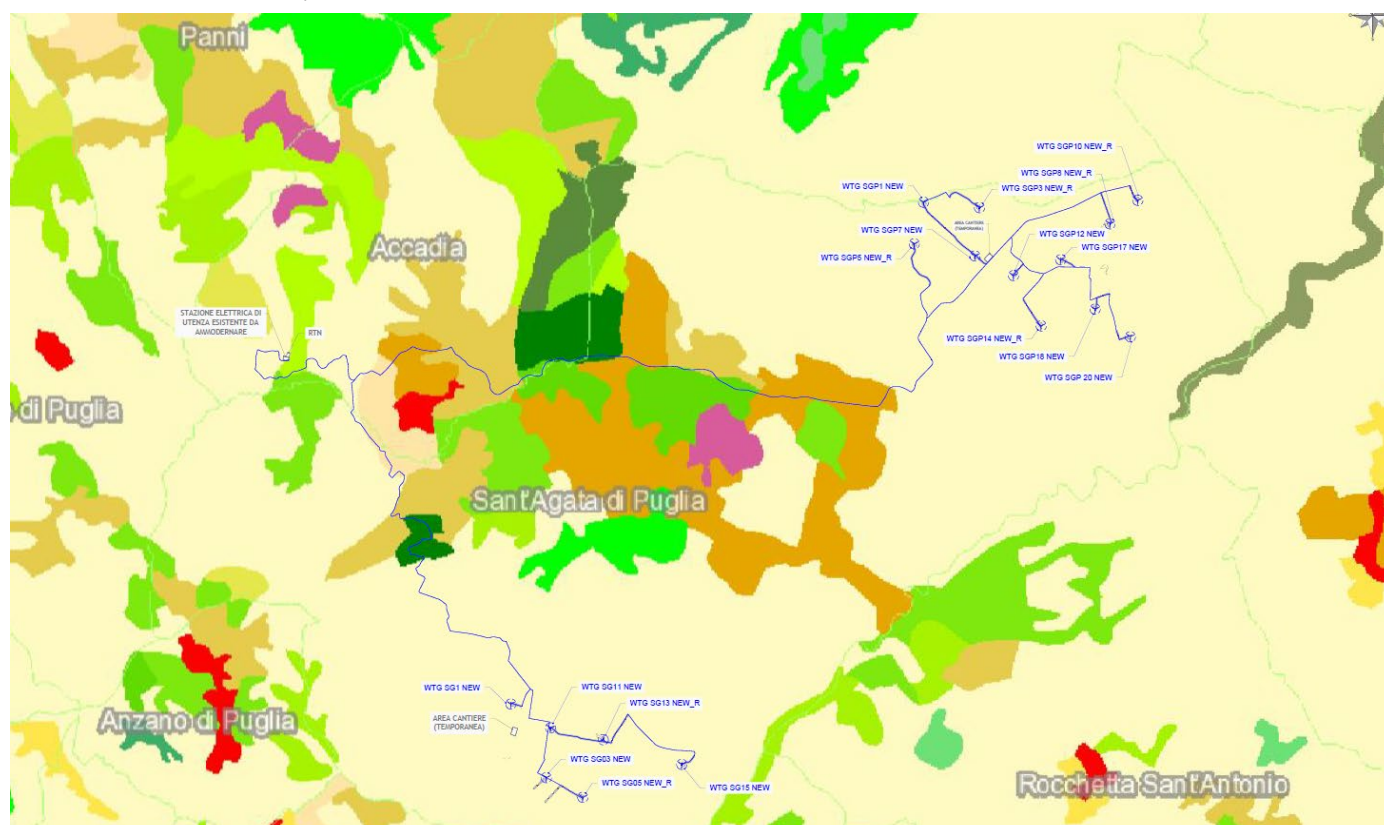 Panni
WTG SGP10 NEW_R
WTG SGP8 NEW_R
WTG SGP1 NEW
WTG SGP3 NEW_R
AREA CANTIERE
(TEMPORANEA)
WTG SGP7 NEW
WTG SGP12 NEW
WTG SGP17 NEW
WTG SGP5 NEW_R
Accadia
STAZIONE ELETTRICA DI
UTENZA ESISTENTE DA
AMMODERNARE
RTN
WTG SGP14 NEW_R
WTG SGP18 NEW
WTG SGP 20 NEW
o di Puglia
Sant'Agata di Puglia
WTG SG1 NEW
WTG SG11 NEW
WTG SG13 NEW_R
AREA CANTIERE
(TEMPORANEA)
Anzano di Puglia
WTG SG03 NEW
WTG SG05 NEW_R
WTG SG15 NEW
Rocchetta Sant'Antonio